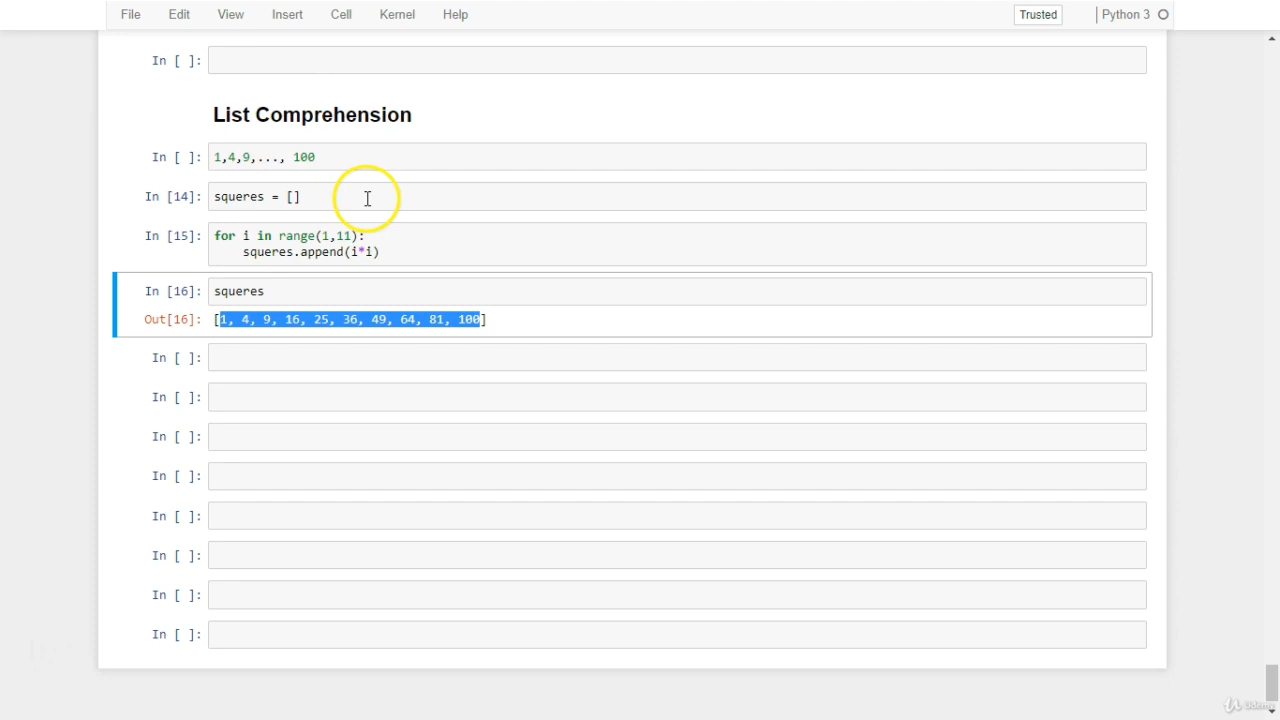 File Edit View Insert Cell Kernel Help Trusted Python 3
In [ ]:
List Comprehension
In [ ]: 1,4,9,..., 100
In [14]: squeres = []
In [15]: for i in range(1,11):
squeres.append(i*i)
In [16]: squeres
Out[16]: [1, 4, 9, 16, 25, 36, 49, 64, 81, 100]
In [ ]:
In [ ]:
In [ ]:
In [ ]:
In [ ]:
In [ ]:
In [ ]:
In [ ]:
Udemy